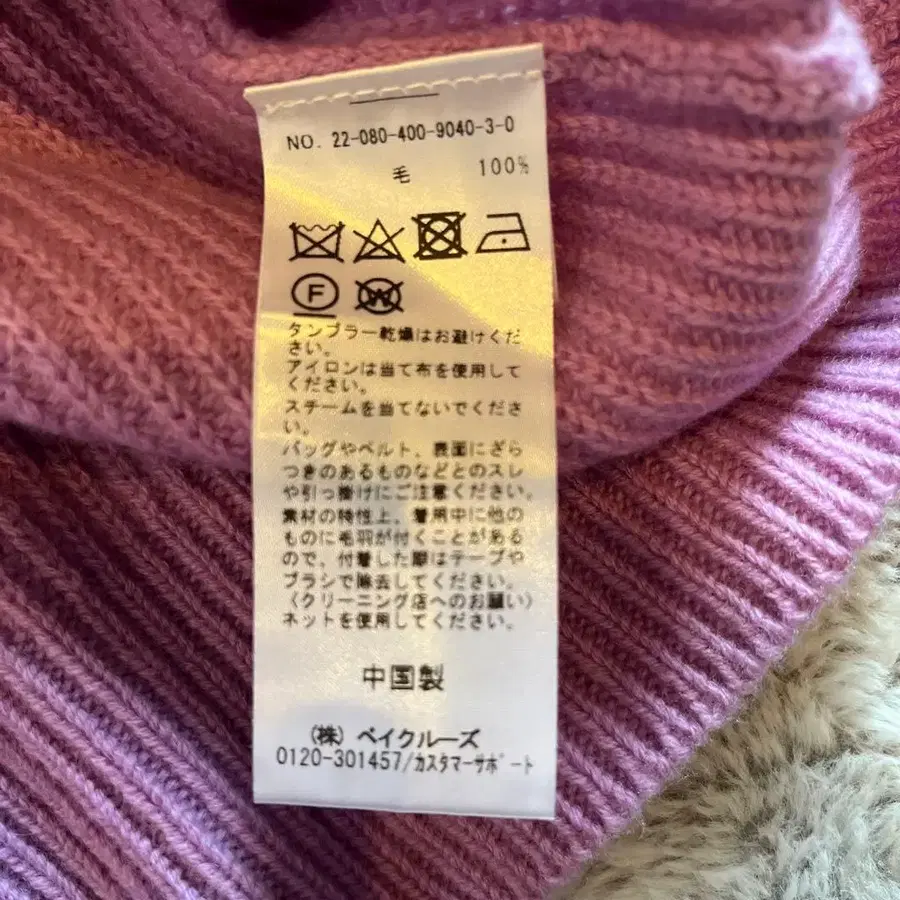 NO. 22-080-400-9040-3-0
毛 100%
F
W
タンブラー乾燥はお避けくだ
さい。
アイロンは当て布を使用して
ください。
スチームを当てないでくださ
い。
バッグやベルト、表面にざら
つきのあるものなどとのスレ
や引っ掛けにご注意ください。
素材の特性上、着用中に他の
ものに毛羽が付くことがある
ので、付着した際はテープや
ブラシで除去してください。
〈クリーニング店へのお願い〉
ネットを使用してください。
中国製
(株) ベイクルーズ
0120-301457/カスタマーサポート